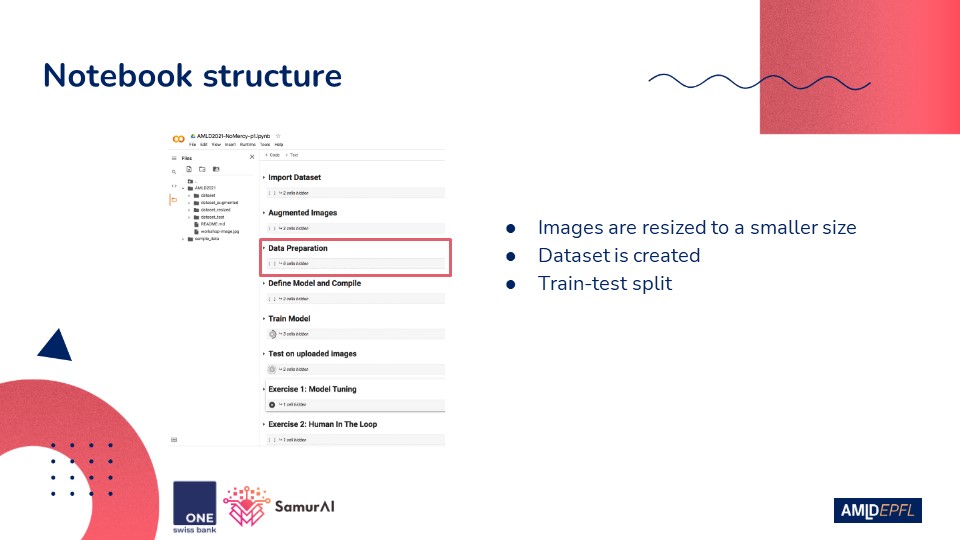 Notebook structure
AMLD2021-NoMercy-p1.ipynb
File Edit View Insert Runtime Tools Help
Files
+ Code + Text
..
AMLD2021
dataset
dataset_augmented
dataset_resized
dataset_test
README.md
workshop-image.jpg
sample_data
Import Dataset
[ ] ↳ 2 cells hidden
Augmented Images
[ ] ↳ 2 cells hidden
Data Preparation
[ ] ↳ 9 cells hidden
Define Model and Compile
[ ] ↳ 2 cells hidden
Train Model
↳ 3 cells hidden
Test on uploaded images
↳ 2 cells hidden
Exercise 1: Model Tuning
↳ 1 cell hidden
Exercise 2: Human In The Loop
[ ] ↳ 1 cell hidden
● Images are resized to a smaller size
● Dataset is created
● Train-test split
ONE
swiss bank
SamurAI
AMLDEPFL